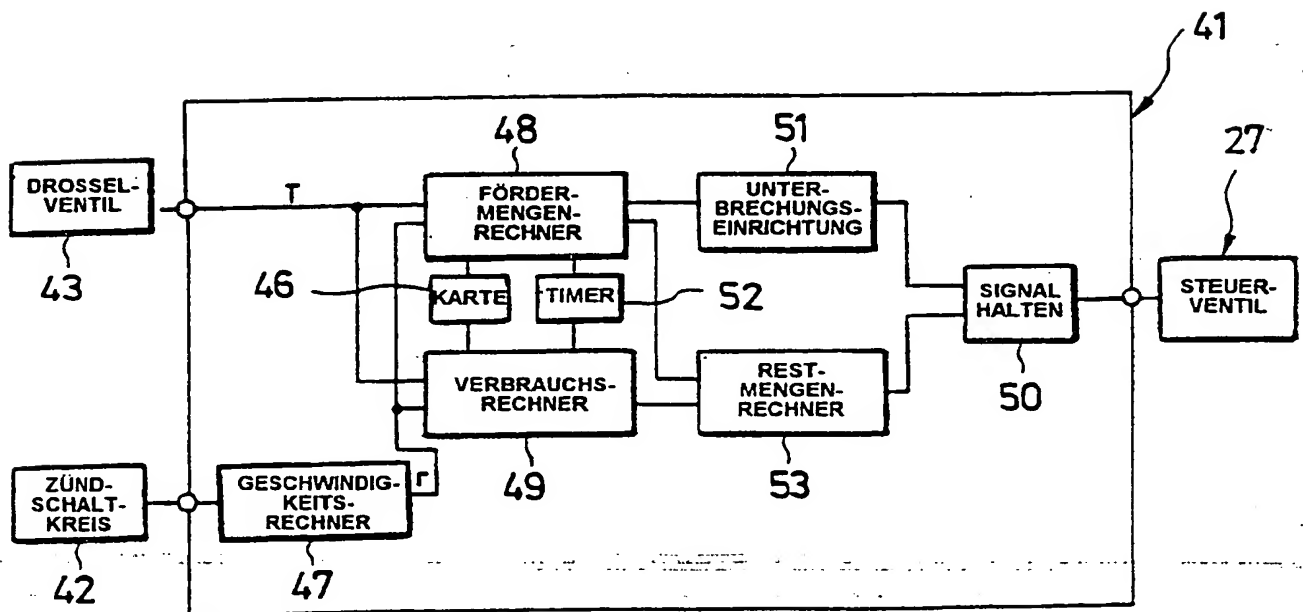 41
48
51
27
DROSSEL-
VENTIL
T
FÖRDER-
MENGEN-
RECHNER
UNTER-
BRECHUNGS-
EINRICHTUNG
43
46
KARTE
TIMER
52
SIGNAL
HALTEN
STEUER-
VENTIL
50
VERBRAUCHS-
RECHNER
REST-
MENGEN-
RECHNER
49
53
ZÜND-
SCHALT-
KREIS
GESCHWINDIG-
KEITS-
RECHNER
r
42
47